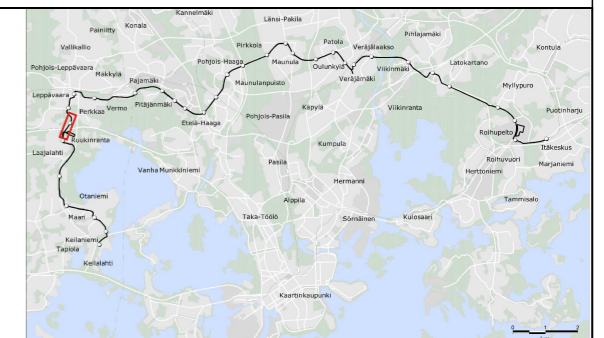 Kannelmäki
Konala
Länsi-Pakila
Painiitty
Pihlajamäki
Pirkkola
Patola
Veräjälaakso
Vallikallio
Kontula
Pohjois-Haaga
Maunula
Oulunkylä
Latokartano
Pohjois-Leppävaara
Mäkkylä
Pajamäki
Viikinmäki
Veräjämäki
Maunulanpuisto
Myllypuro
Leppävaara
Perkkaa
Vermo
Pitäjänmäki
Käpylä
Viikinranta
Puotinharju
Pohjois-Pasila
Etelä-Haaga
Roihupelto
Ruukinranta
Kumpula
Itäkeskus
Laajalahti
Pasila
Roihuvuori
Marjaniemi
Vanha Munkkiniemi
Herttoniemi
Hermanni
Otaniemi
Alppila
Tammisalo
Maari
Taka-Töölö
Sörnäinen
Kulosaari
Keilaniemi
Tapiola
Keilalahti
Kaartinkaupunki
0 1 2